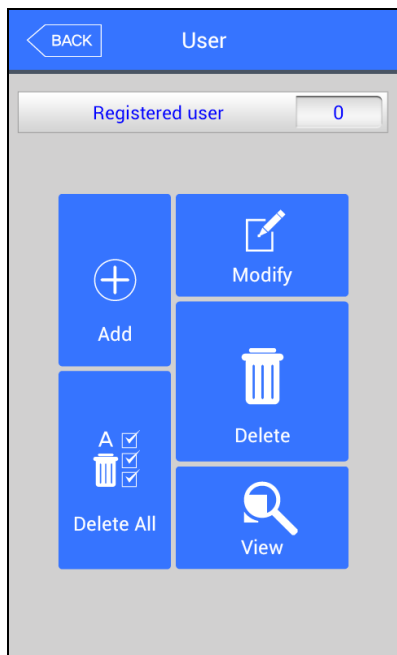 BACK
User
Registered user 0
Add
Modify
Delete
A
Delete All
View